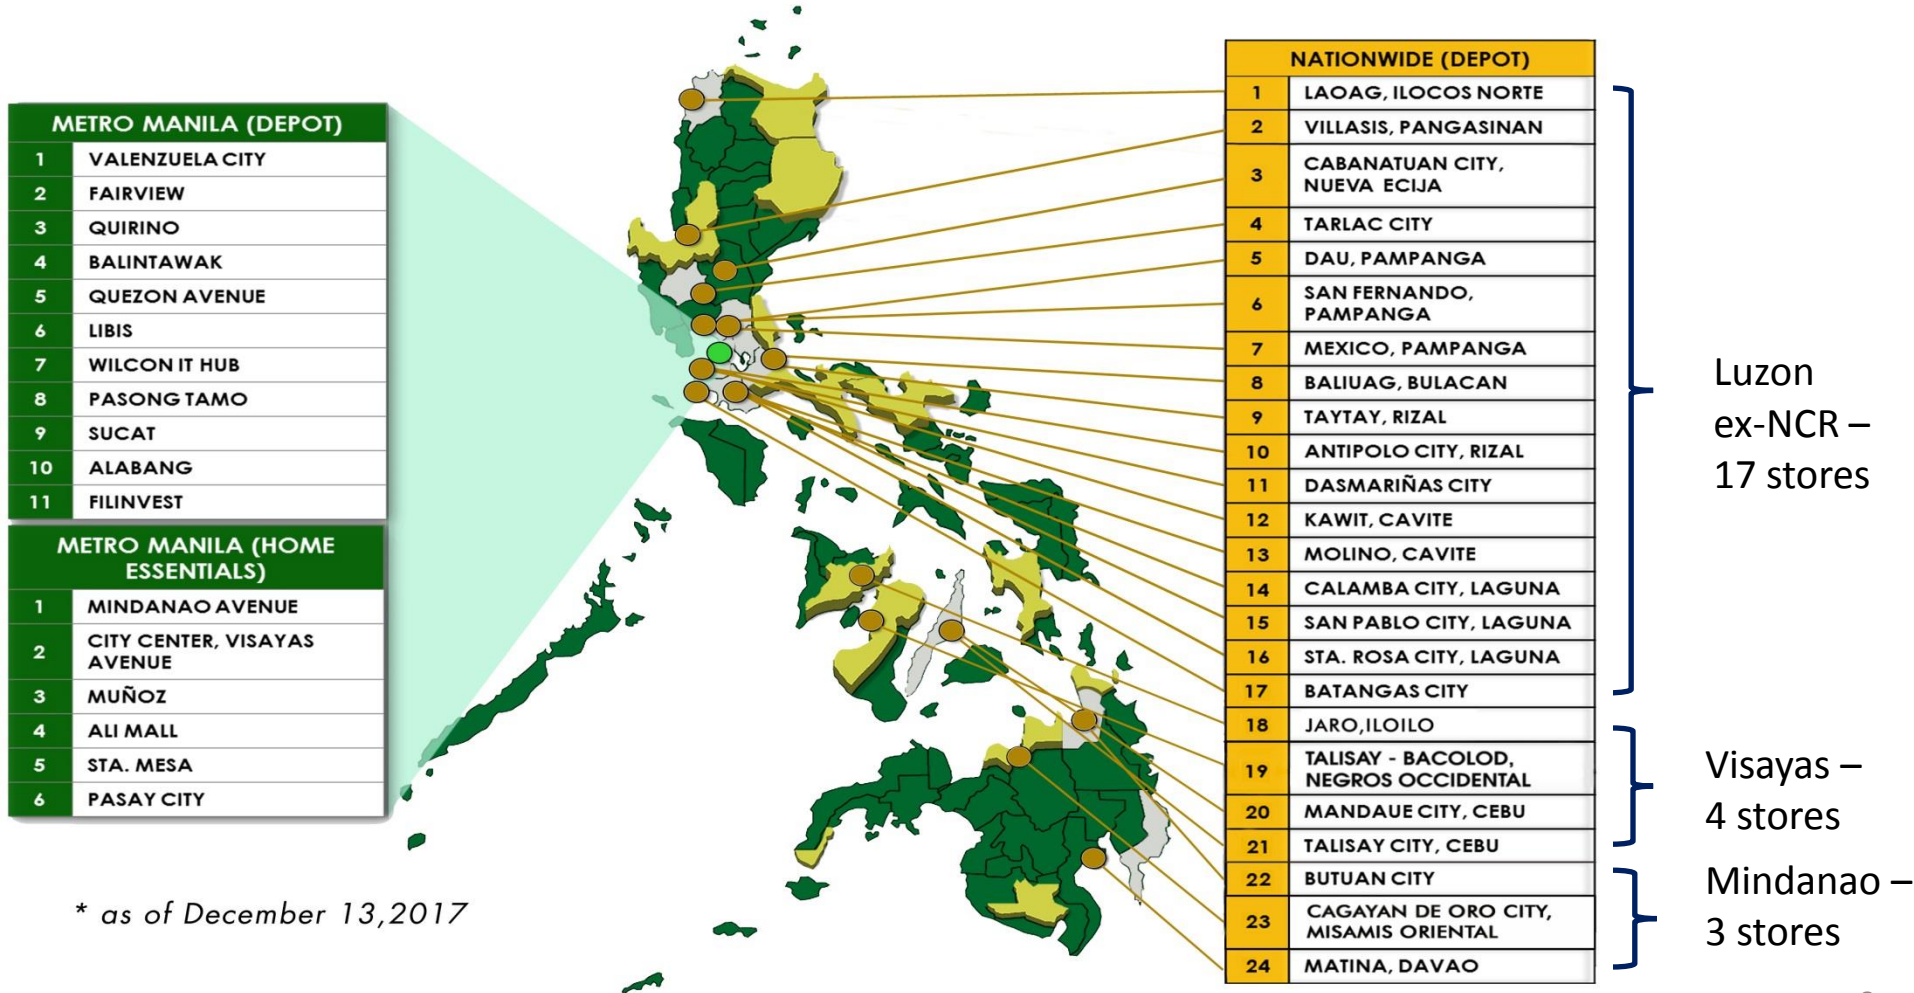 METRO MANILA (DEPOT)
1 VALENZUELA CITY
2 FAIRVIEW
3 QUIRINO
4 BALINTAWAK
5 QUEZON AVENUE
6 LIBIS
7 WILCON IT HUB
8 PASONG TAMO
9 SUCAT
10 ALABANG
11 FILINVEST
METRO MANILA (HOME
ESSENTIALS)
1 MINDANAO AVENUE
2 CITY CENTER, VISAYAS
AVENUE
3 MUÑOZ
4 ALI MALL
5 STA. MESA
6 PASAY CITY
* as of December 13,2017
NATIONWIDE (DEPOT)
1 LAOAG, ILOCOS NORTE
2 VILLASIS, PANGASINAN
3 CABANATUAN CITY,
NUEVA ECIJA
4 TARLAC CITY
5 DAU, PAMPANGA
6 SAN FERNANDO,
PAMPANGA
7 MEXICO, PAMPANGA
8 BALIUAG, BULACAN
9 TAYTAY, RIZAL
10 ANTIPOLO CITY, RIZAL
11 DASMARIÑAS CITY
12 KAWIT, CAVITE
13 MOLINO, CAVITE
14 CALAMBA CITY, LAGUNA
15 SAN PABLO CITY, LAGUNA
16 STA. ROSA CITY, LAGUNA
17 BATANGAS CITY
18 JARO,ILOILO
19 TALISAY - BACOLOD,
NEGROS OCCIDENTAL
20 MANDAUE CITY, CEBU
21 TALISAY CITY, CEBU
22 BUTUAN CITY
23 CAGAYAN DE ORO CITY,
MISAMIS ORIENTAL
24 MATINA, DAVAO
Luzon
ex-NCR –
17 stores
Visayas –
4 stores
Mindanao –
3 stores